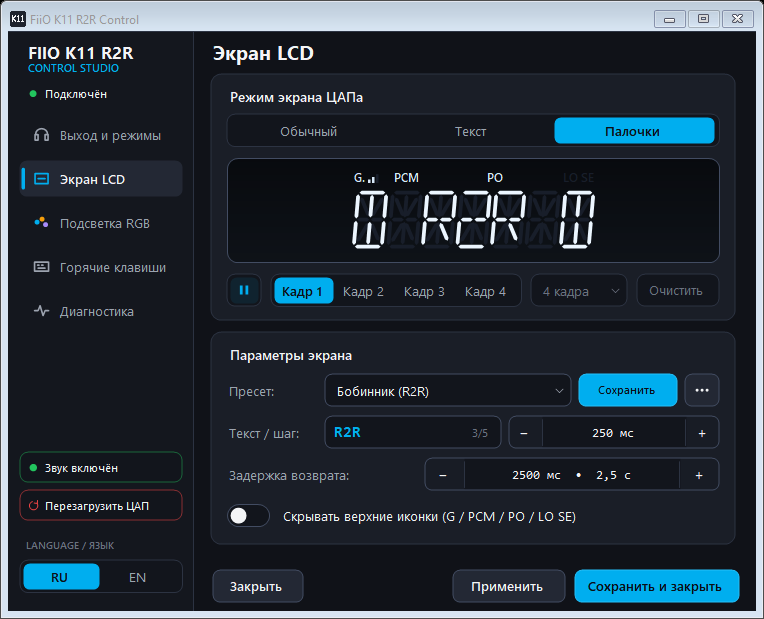 K11 FiiO K11 R2R Control
FIIO K11 R2R
CONTROL STUDIO
Подключён
Выход и режимы
Экран LCD
Подсветка RGB
Горячие клавиши
Диагностика
Звук включён
Перезагрузить ЦАП
LANGUAGE / ЯЗЫК
RU EN
Экран LCD
Режим экрана ЦАПа
Обычный Текст Палочки
G. PCM PO LO SE
R2R
Кадр 1 Кадр 2 Кадр 3 Кадр 4 4 кадра Очистить
Параметры экрана
Пресет: Бобинник (R2R) Сохранить •••
Текст / шаг: R2R 3/5 − 250 мс +
Задержка возврата: − 2500 мс • 2,5 с +
Скрывать верхние иконки (G / PCM / PO / LO SE)
Закрыть Применить Сохранить и закрыть